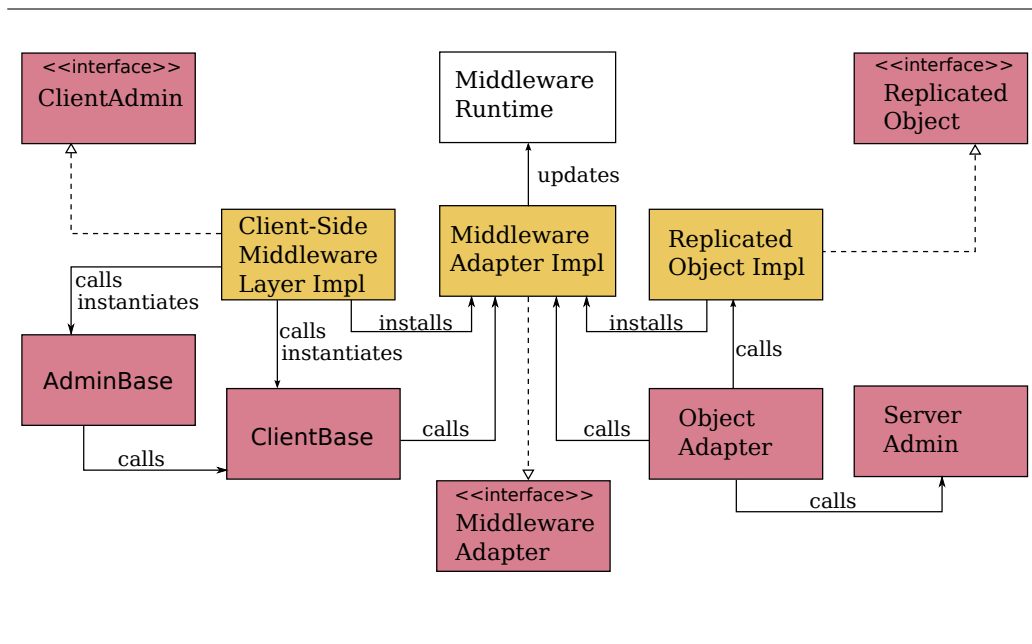 <<interface>>
ClientAdmin
Middleware
Runtime
<<interface>>
Replicated
Object
updates
Client-Side
Middleware
Layer Impl
Middleware
Adapter Impl
Replicated
Object Impl
calls
instantiates
installs
installs
calls
instantiates
calls
AdminBase
ClientBase
calls
calls
Object
Adapter
Server
Admin
calls
<<interface>>
Middleware
Adapter
calls